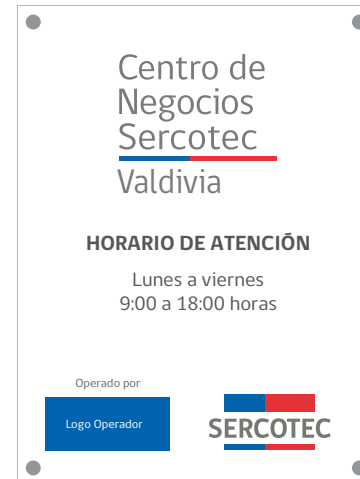 Centro de
Negocios
Sercotec
Valdivia
HORARIO DE ATENCIÓN
Lunes a viernes
9:00 a 18:00 horas
Operado por
Logo Operador
SERCOTEC